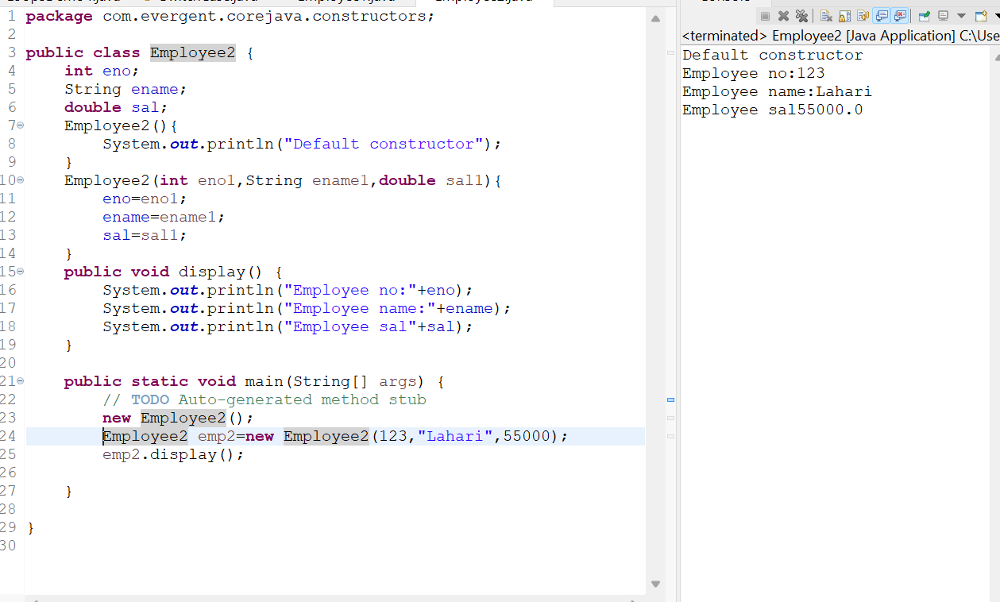 1 package com.evergent.corejava.constructors;
2
3 public class Employee2 {
4 int eno;
5 String ename;
6 double sal;
7 Employee2(){
8 System.out.println("Default constructor");
9 }
10 Employee2(int eno1,String ename1,double sal1){
11 eno=eno1;
12 ename=ename1;
13 sal=sal1;
14 }
15 public void display() {
16 System.out.println("Employee no:"+eno);
17 System.out.println("Employee name:"+ename);
18 System.out.println("Employee sal"+sal);
19 }
20
21 public static void main(String[] args) {
22 // TODO Auto-generated method stub
23 new Employee2();
24 Employee2 emp2=new Employee2(123,"Lahari",55000);
25 emp2.display();
26
27 }
28
29 }
30
<terminated> Employee2 [Java Application] C:\Use
Default constructor
Employee no:123
Employee name:Lahari
Employee sal55000.0